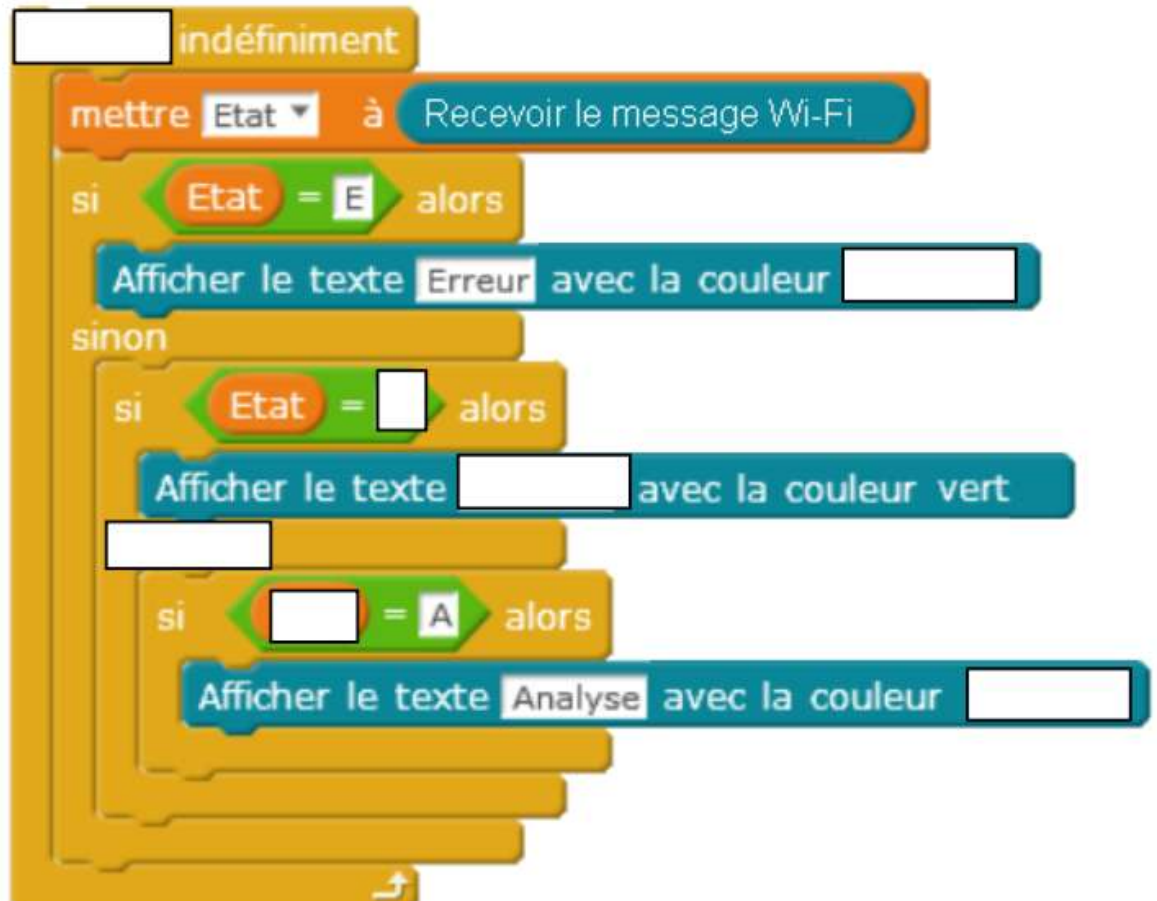 indéfiniment
mettre Etat à Recevoir le message Wi-Fi
si Etat = E alors
Afficher le texte Erreur avec la couleur
sinon
si Etat = alors
Afficher le texte avec la couleur vert
si = A alors
Afficher le texte Analyse avec la couleur